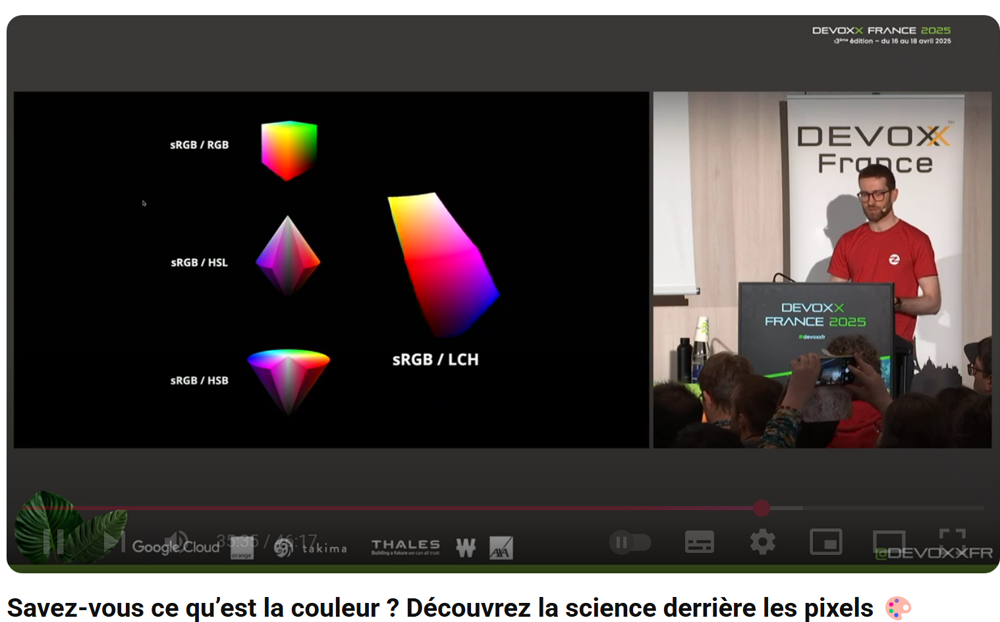 DEVOXX FRANCE 2025
13ème édition – du 16 au 18 avril 2025
sRGB / RGB
sRGB / HSL
sRGB / HSB
sRGB / LCH
DEVOXX™
France
Z
DEVOXX
FRANCE 2025
#devoxxfr
35:35 / 46:17
Google Cloud
orange
takima
THALES
Building a future we can all trust
W
AXA
@DEVOXXFR
Savez-vous ce qu’est la couleur ? Découvrez la science derrière les pixels 🎨